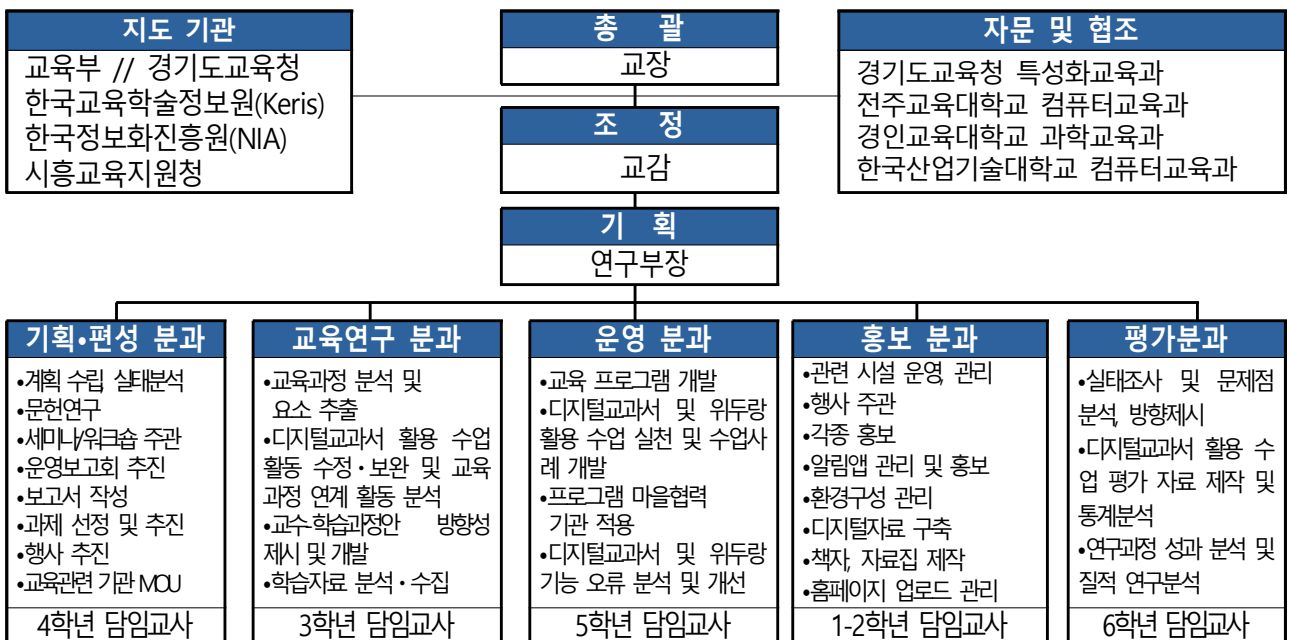 지도 기관
교육부 // 경기도교육청
한국교육학술정보원(Keris)
한국정보화진흥원(NIA)
시흥교육지원청
총 괄
교장
조 정
교감
기 획
연구부장
자문 및 협조
경기도교육청 특성화교육과
전주교육대학교 컴퓨터교육과
경인교육대학교 과학교육과
한국산업기술대학교 컴퓨터교육과
기획•편성 분과
•계획 수립, 실태분석
•문헌연구
•세미나/워크숍 주관
•운영보고회 추진
•보고서 작성
•과제 선정 및 추진
•행사 추진
•교육관련 기관 MOU
4학년 담임교사
교육연구 분과
•교육과정 분석 및
요소 추출
•디지털교과서 활용 수업
활동 수정·보완 및 교육
과정 연계 활동 분석
•교수·학습과정안 방향성
제시 및 개발
•학습자료 분석·수집
3학년 담임교사
운영 분과
•교육 프로그램 개발
•디지털교과서 및 위두랑
활용 수업 실천 및 수업사
례 개발
•프로그램 마을협력
기관 적용
•디지털교과서 및 위두랑
기능 오류 분석 및 개선
5학년 담임교사
홍보 분과
•관련 시설 운영, 관리
•행사 주관
•각종 홍보
•알림앱 관리 및 홍보
•환경구성 관리
•디지털자료 구축
•책자, 자료집 제작
•홈페이지 업로드 관리
1-2학년 담임교사
평가분과
•실태조사 및 문제점
분석, 방향제시
•디지털교과서 활용 수
업 평가 자료 제작 및
통계분석
•연구과정 성과 분석 및
질적 연구분석
6학년 담임교사